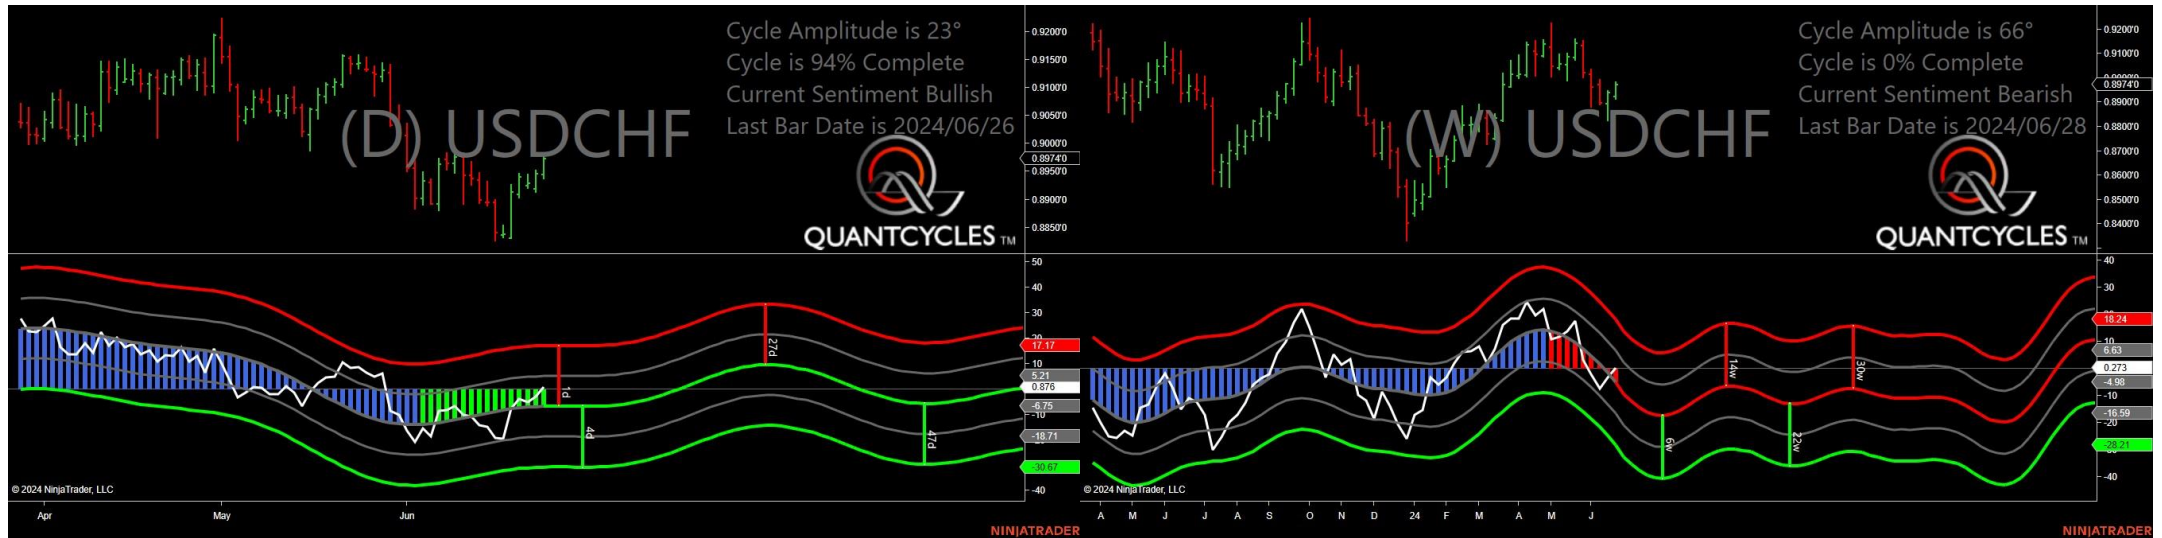 Cycle Amplitude is 23°
Cycle is 94% Complete
Current Sentiment Bullish
Last Bar Date is 2024/06/26
(D) USDCHF
QUANTCYCLES TM
0.9200'0
0.9150'0
0.9100'0
0.9050'0
0.9000'0
0.8974'0
0.8950'0
0.8900'0
0.8850'0
50
40
30
20
17.17
10
5.21
0.876
-6.75
-10
-18.71
-30.67
-40
1d
4d
27d
47d
© 2024 NinjaTrader, LLC
Apr May Jun
NINJATRADER
Cycle Amplitude is 66°
Cycle is 0% Complete
Current Sentiment Bearish
Last Bar Date is 2024/06/28
(W) USDCHF
QUANTCYCLES TM
0.9200'0
0.9100'0
0.9000'0
0.8974'0
0.8900'0
0.8800'0
0.8700'0
0.8600'0
0.8500'0
0.8400'0
40
30
18.24
10
6.63
0.273
-4.98
-10
-16.59
-20
-28.21
-40
6w
14w
22w
30w
© 2024 NinjaTrader, LLC
A M J J A S O N D 24 F M A M J
NINJATRADER